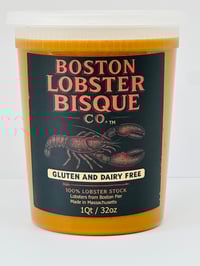 BOSTON
LOBSTER
BISQUE
CO.™
GLUTEN AND DAIRY FREE
100% LOBSTER STOCK
Lobsters from Boston Pier
Made in Massachusetts
1Qt / 32oz